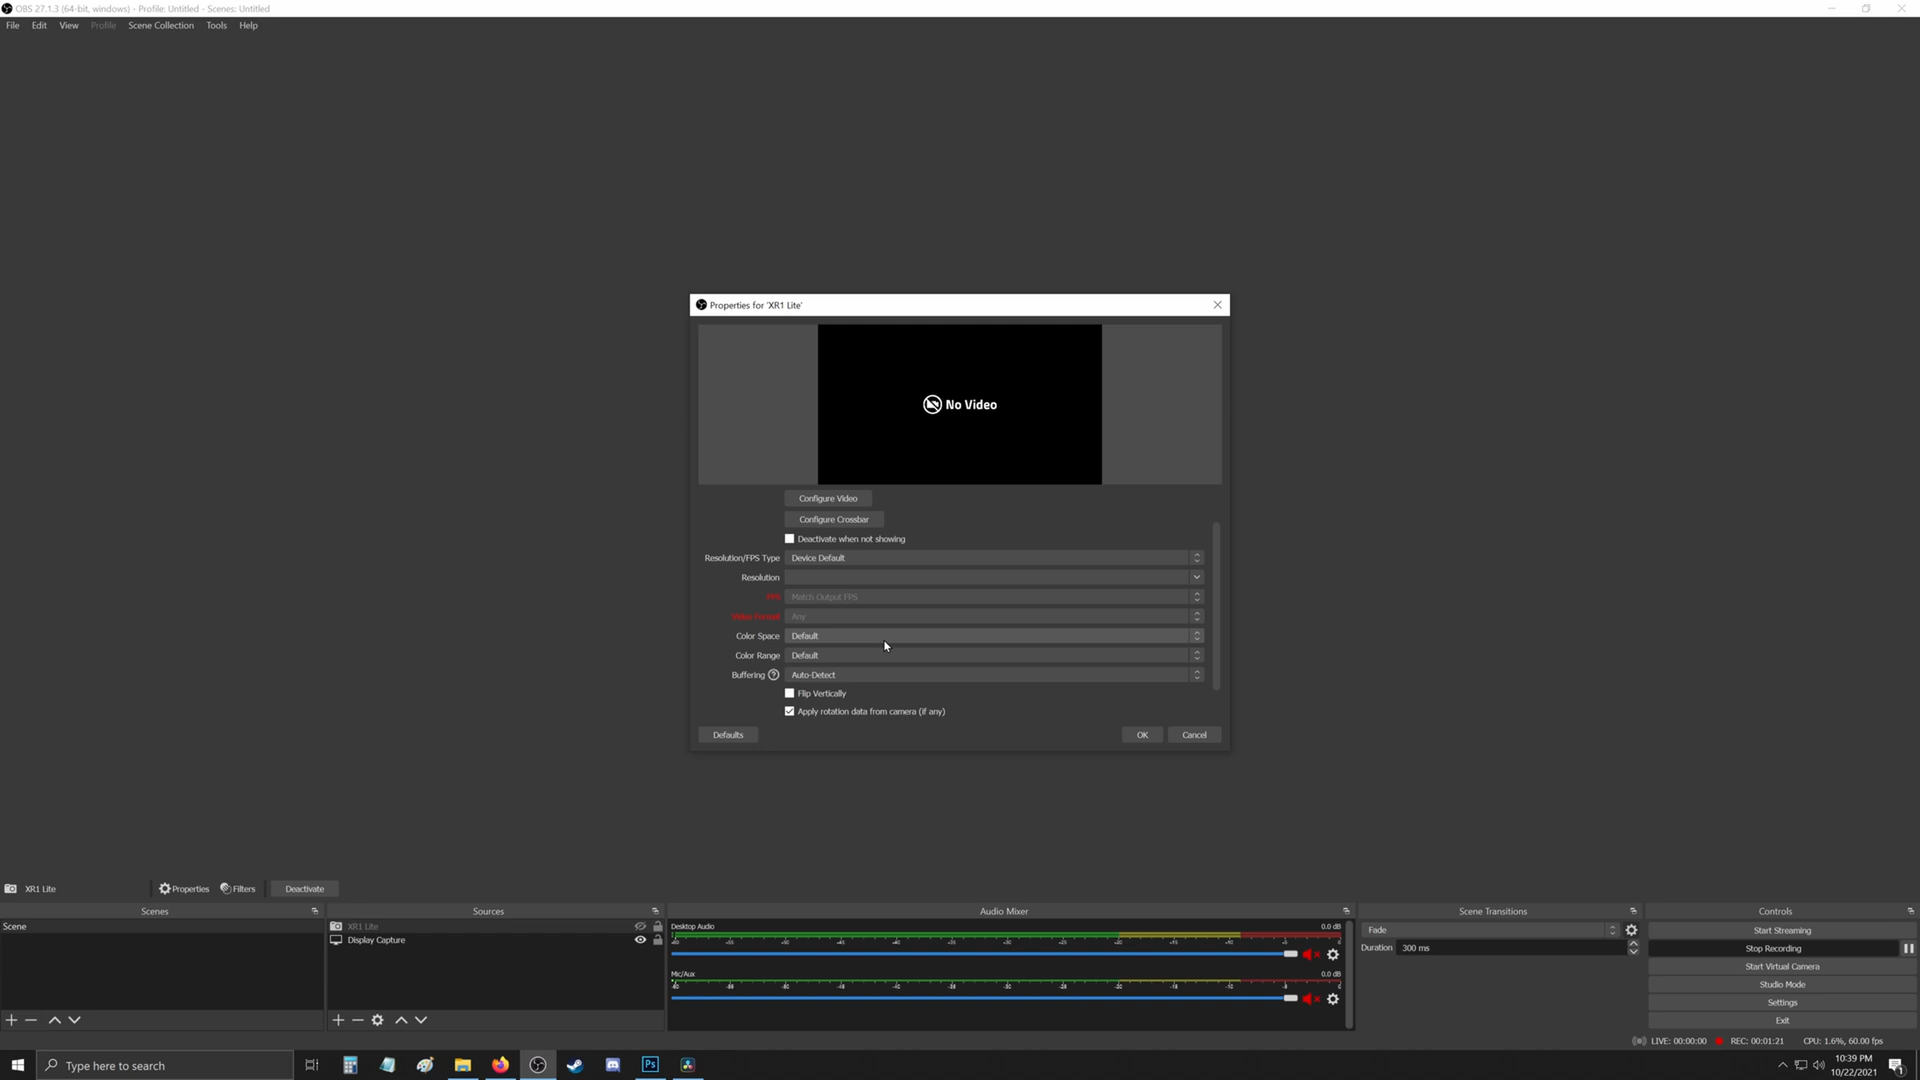 OBS 27.1.3 (64-bit, windows) - Profile: Untitled - Scenes: Untitled
File Edit View Profile Scene Collection Tools Help
Properties for 'XR1 Lite'
No Video
Configure Video
Configure Crossbar
Deactivate when not showing
Resolution/FPS Type Device Default
Resolution
FPS Match Output FPS
Video Format Any
Color Space Default
Color Range Default
Buffering ? Auto-Detect
Flip Vertically
Apply rotation data from camera (if any)
Defaults OK Cancel
XR1 Lite Properties Filters Deactivate
Scenes Sources Audio Mixer Scene Transitions Controls
Scene
XR1 Lite
Display Capture
Desktop Audio 0.0 dB
Mic/Aux 0.0 dB
Fade
Duration 300 ms
Start Streaming
Stop Recording
Start Virtual Camera
Studio Mode
Settings
Exit
LIVE: 00:00:00 REC: 00:01:21 CPU: 1.6%, 60.00 fps
Type here to search
Ps
10:39 PM
10/22/2021
1